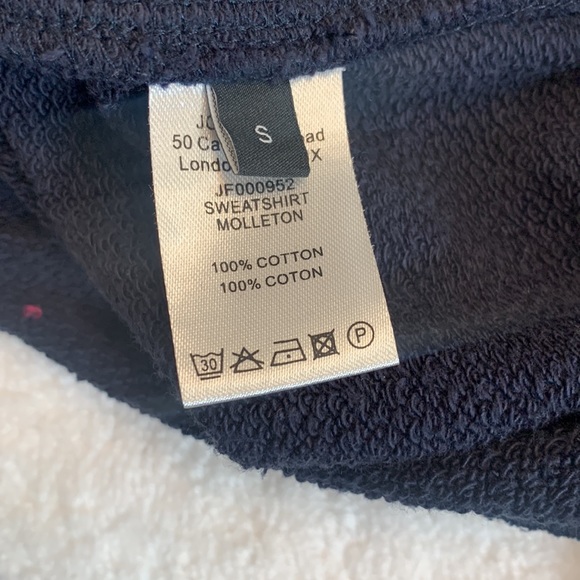 S
50
London
X
JF000952
SWEATSHIRT
MOLLETON
100% COTTON
100% COTON
30
P